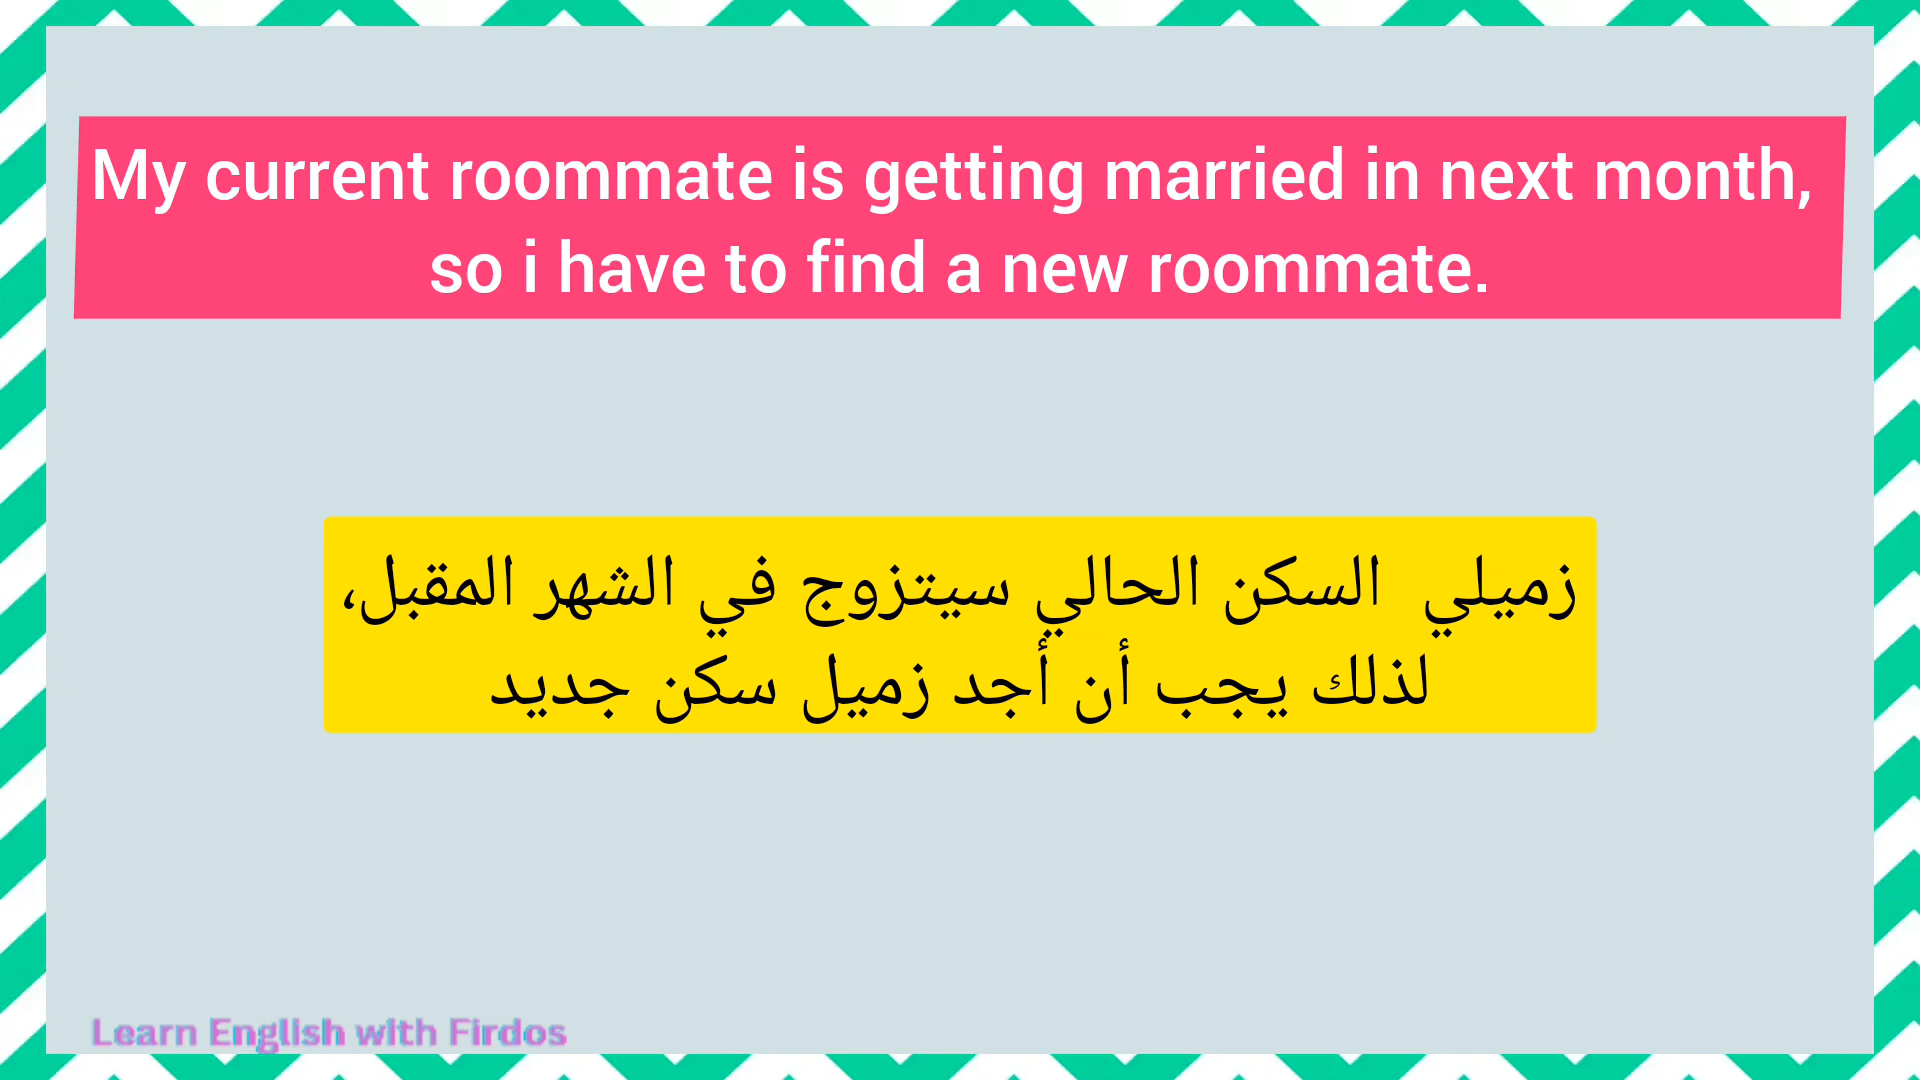 My current roommate is getting married in next month,
so i have to find a new roommate.
زميلي  السكن الحالي سيتزوج في الشهر المقبل،
لذلك يجب أن أجد زميل سكن جديد
Learn English with Firdos